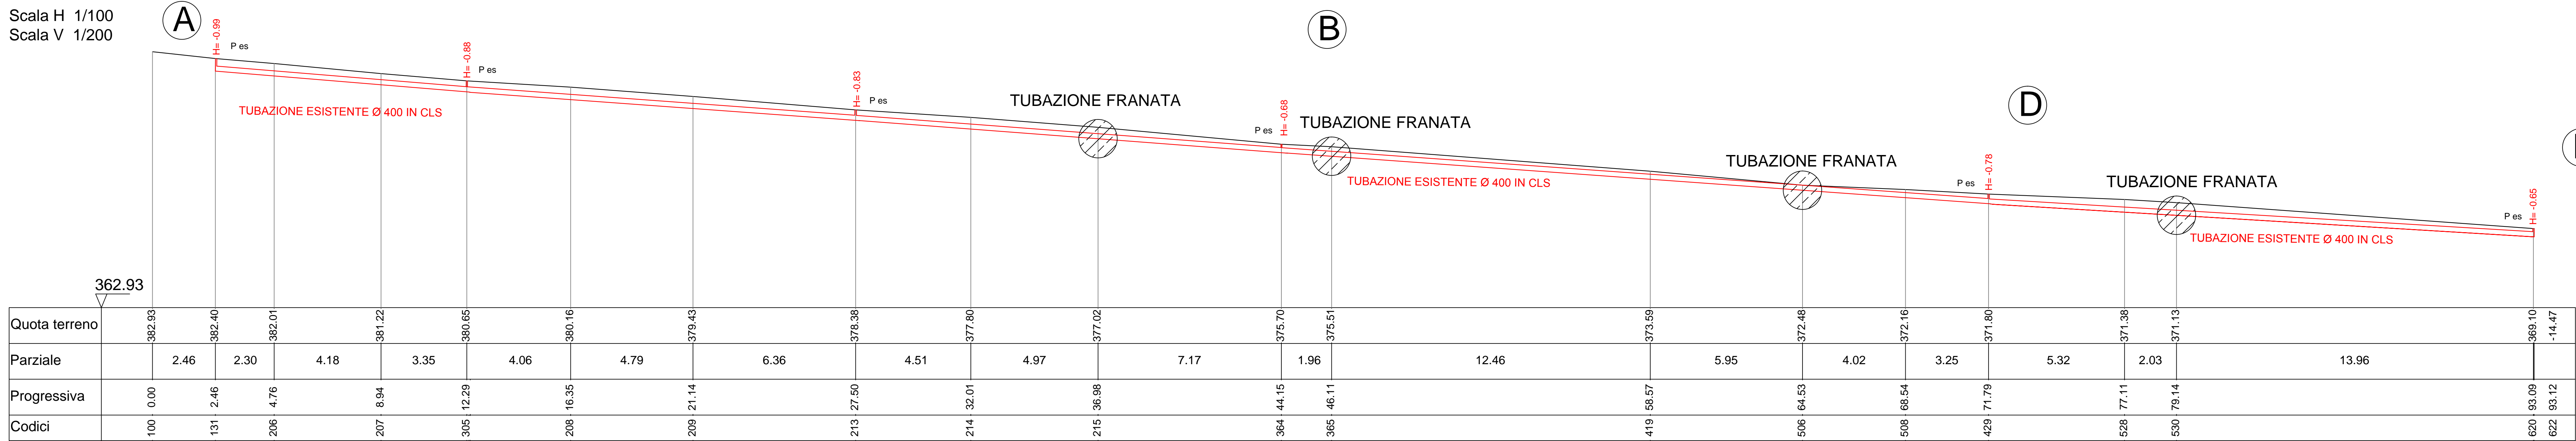 Scala H 1/100
Scala V 1/200
A
B
D
H= -0.99
P es
H= -0.88
P es
H= -0.83
P es
H= -0.68
P es
H= -0.78
P es
H= -0.65
P es
TUBAZIONE ESISTENTE Ø 400 IN CLS
TUBAZIONE FRANATA
TUBAZIONE FRANATA
TUBAZIONE ESISTENTE Ø 400 IN CLS
TUBAZIONE FRANATA
TUBAZIONE FRANATA
TUBAZIONE ESISTENTE Ø 400 IN CLS
362.93
Quota terreno 382.93 382.40 382.01 381.22 380.65 380.16 379.43 378.38 377.80 377.02 375.70 375.51 373.59 372.48 372.16 371.80 371.38 371.13 369.10 -14.47
Parziale 2.46 2.30 4.18 3.35 4.06 4.79 6.36 4.51 4.97 7.17 1.96 12.46 5.95 4.02 3.25 5.32 2.03 13.96
Progressiva 0.00 2.46 4.76 8.94 12.29 16.35 21.14 27.50 32.01 36.98 44.15 46.11 58.57 64.53 68.54 71.79 77.11 79.14 93.09 93.12
Codici 100 131 206 207 305 208 209 213 214 215 364 365 419 506 508 429 528 530 620 622